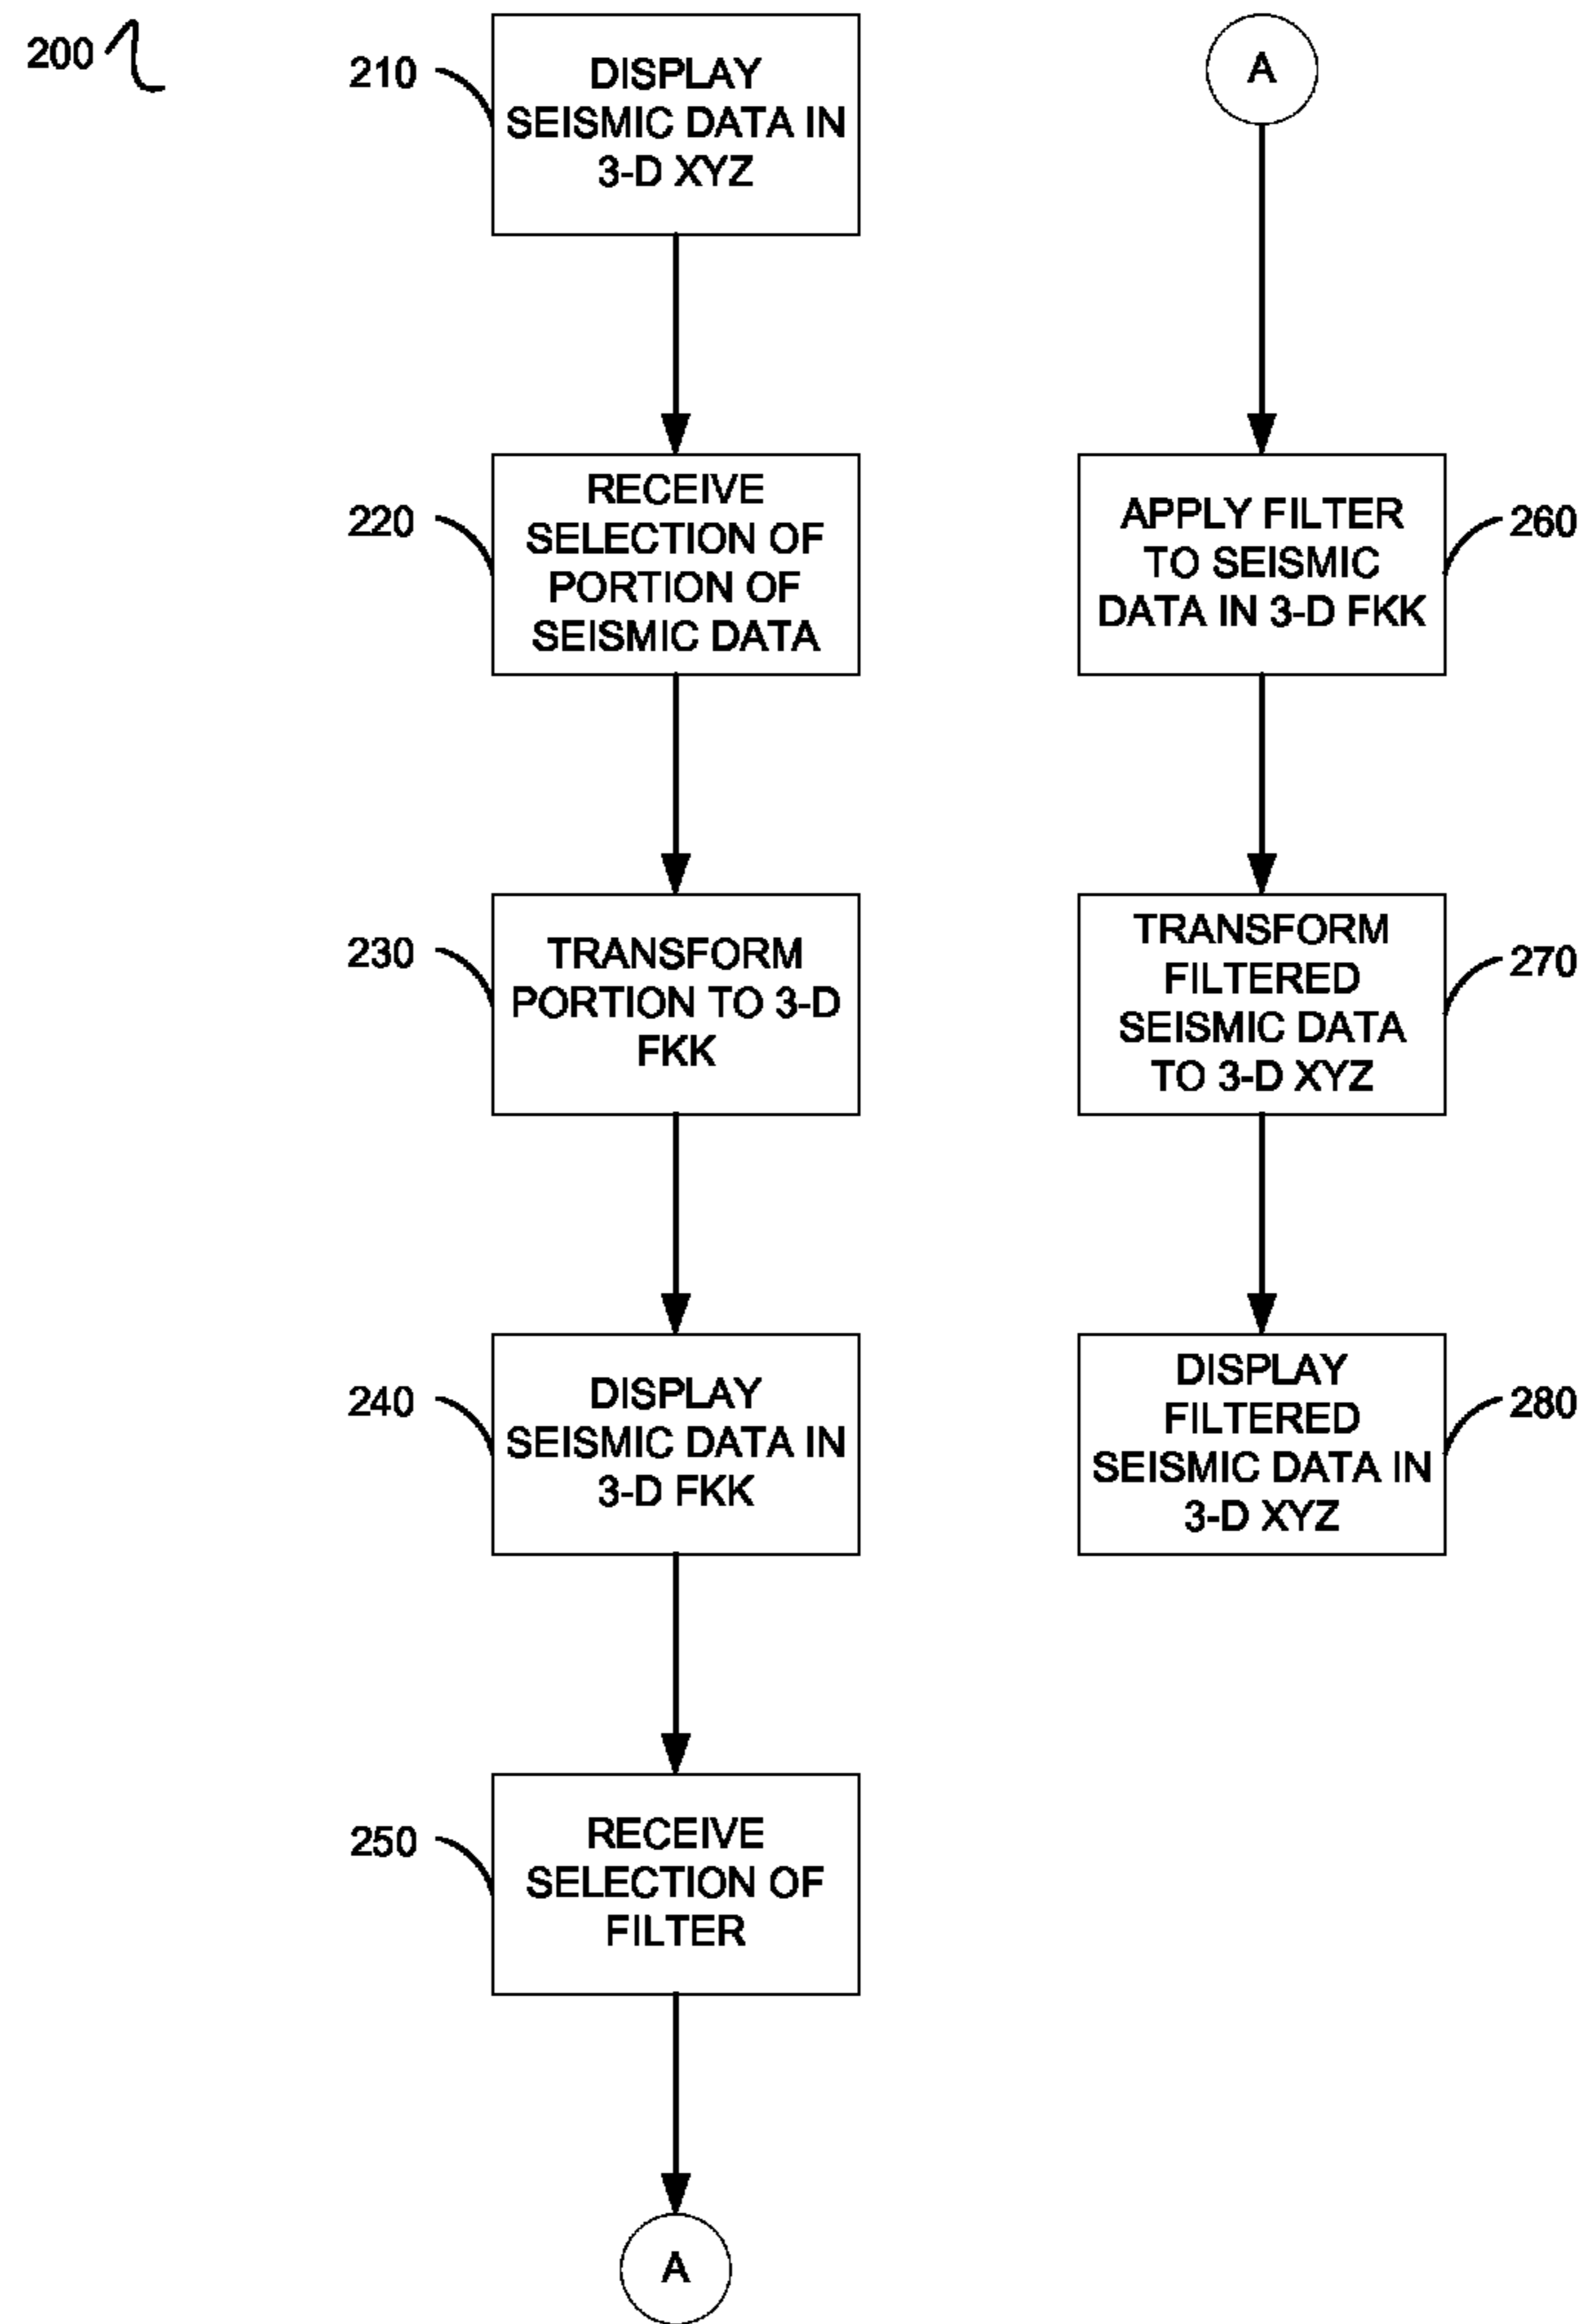 200
210
DISPLAY
SEISMIC DATA IN
3-D XYZ
220
RECEIVE
SELECTION OF
PORTION OF
SEISMIC DATA
230
TRANSFORM
PORTION TO 3-D
FKK
240
DISPLAY
SEISMIC DATA IN
3-D FKK
250
RECEIVE
SELECTION OF
FILTER
A
A
APPLY FILTER
TO SEISMIC
DATA IN 3-D FKK
260
TRANSFORM
FILTERED
SEISMIC DATA
TO 3-D XYZ
270
DISPLAY
FILTERED
SEISMIC DATA IN
3-D XYZ
280